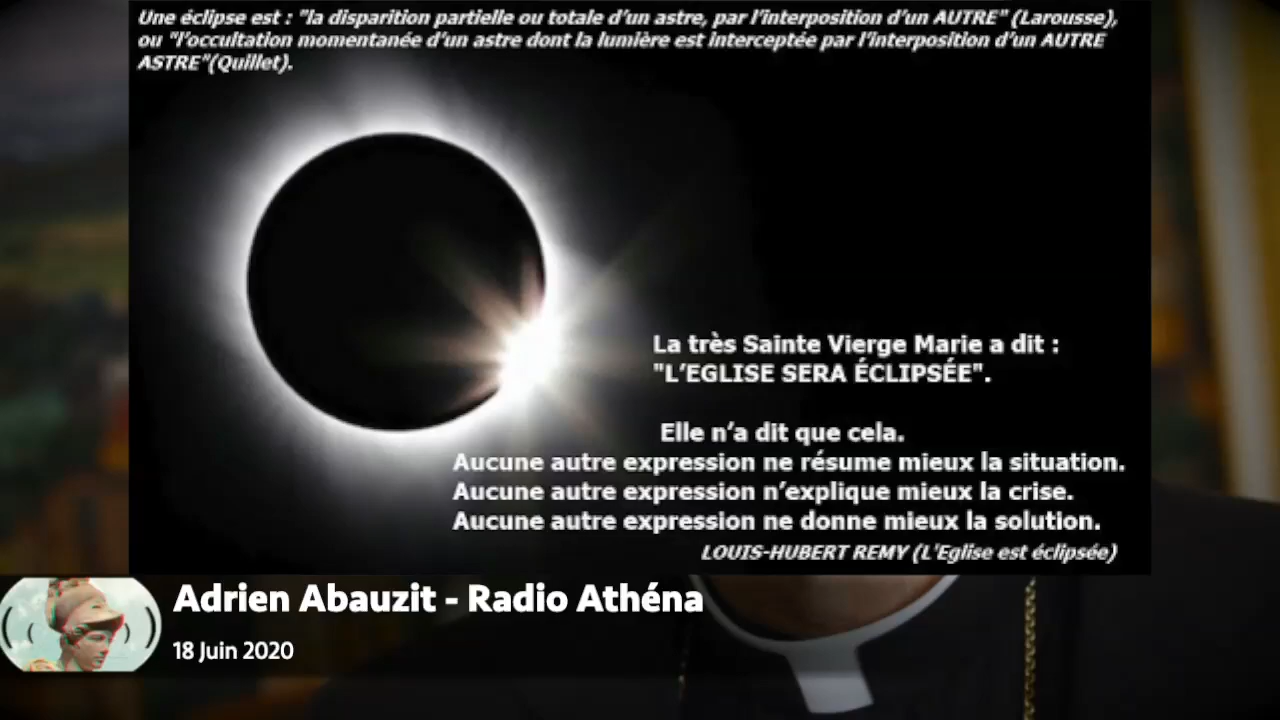 Une éclipse est : "la disparition partielle ou totale d'un astre, par l'interposition d'un AUTRE" (Larousse),
ou "l'occultation momentanée d'un astre dont la lumière est interceptée par l'interposition d'un AUTRE
ASTRE"(Quillet).
La très Sainte Vierge Marie a dit :
"L'EGLISE SERA ÉCLIPSÉE".
Elle n'a dit que cela.
Aucune autre expression ne résume mieux la situation.
Aucune autre expression n'explique mieux la crise.
Aucune autre expression ne donne mieux la solution.
LOUIS-HUBERT REMY (L'Eglise est éclipsée)
Adrien Abauzit - Radio Athéna
18 Juin 2020